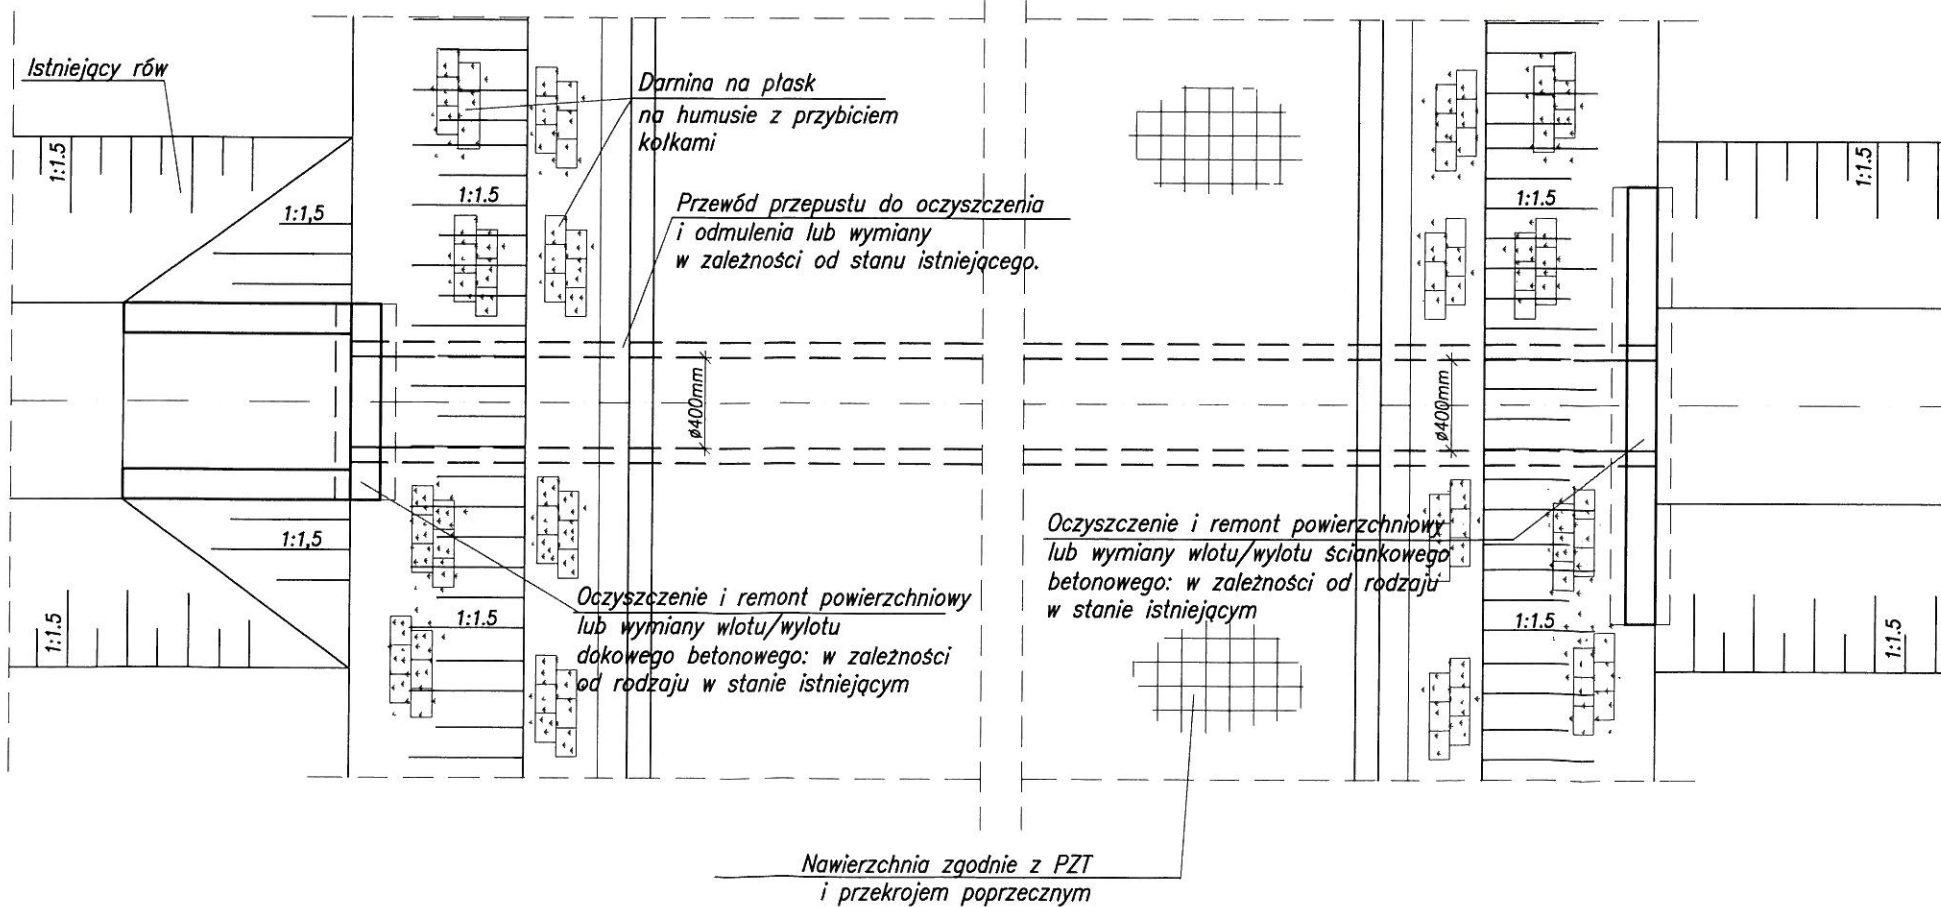 Istniejący rów
1:1.5
1:1,5
1:1.5
Darnina na płask
na humusie z przybiciem
kołkami
Przewód przepustu do oczyszczenia
i odmulenia lub wymiany
w zależności od stanu istniejącego.
1:1.5
1:1.5
ø400mm
ø400mm
1:1,5
1:1.5
1:1.5
Oczyszczenie i remont powierzchniowy
lub wymiany wlotu/wylotu
dokowego betonowego: w zależności
od rodzaju w stanie istniejącym
Oczyszczenie i remont powierzchniowy
lub wymiany wlotu/wylotu ściankowego
betonowego: w zależności od rodzaju
w stanie istniejącym
1:1.5
1:1.5
Nawierzchnia zgodnie z PZT
i przekrojem poprzecznym